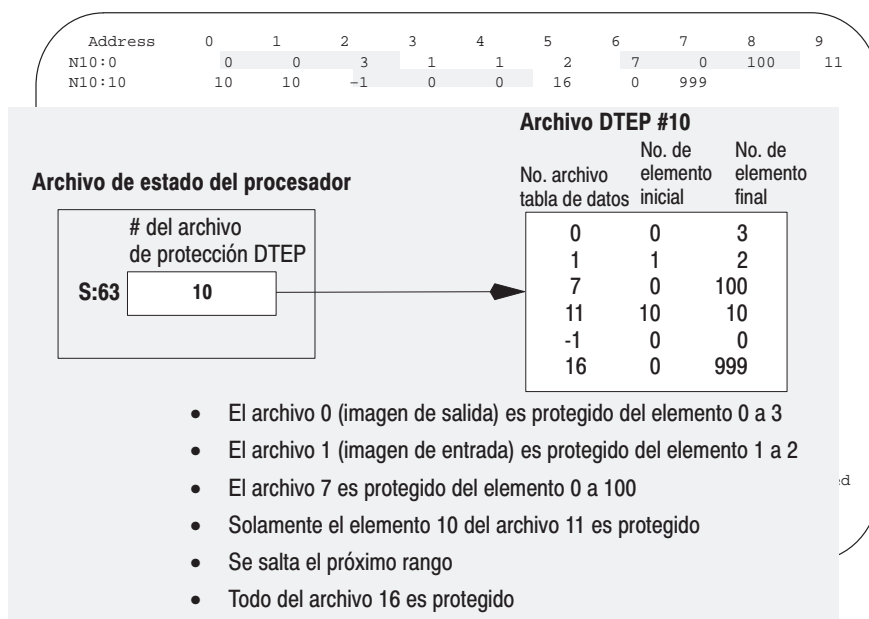 Address 0 1 2 3 4 5 6 7 8 9
N10:0 0 0 3 1 1 2 7 0 100 11
N10:10 10 10 –1 0 0 16 0 999
Archivo DTEP #10
Archivo de estado del procesador
No. archivo tabla de datos
No. de elemento inicial
No. de elemento final
# del archivo
de protección DTEP
S:63 10
0 0 3
1 1 2
7 0 100
11 10 10
-1 0 0
16 0 999
• El archivo 0 (imagen de salida) es protegido del elemento 0 a 3
• El archivo 1 (imagen de entrada) es protegido del elemento 1 a 2
• El archivo 7 es protegido del elemento 0 a 100
• Solamente el elemento 10 del archivo 11 es protegido
• Se salta el próximo rango
• Todo del archivo 16 es protegido